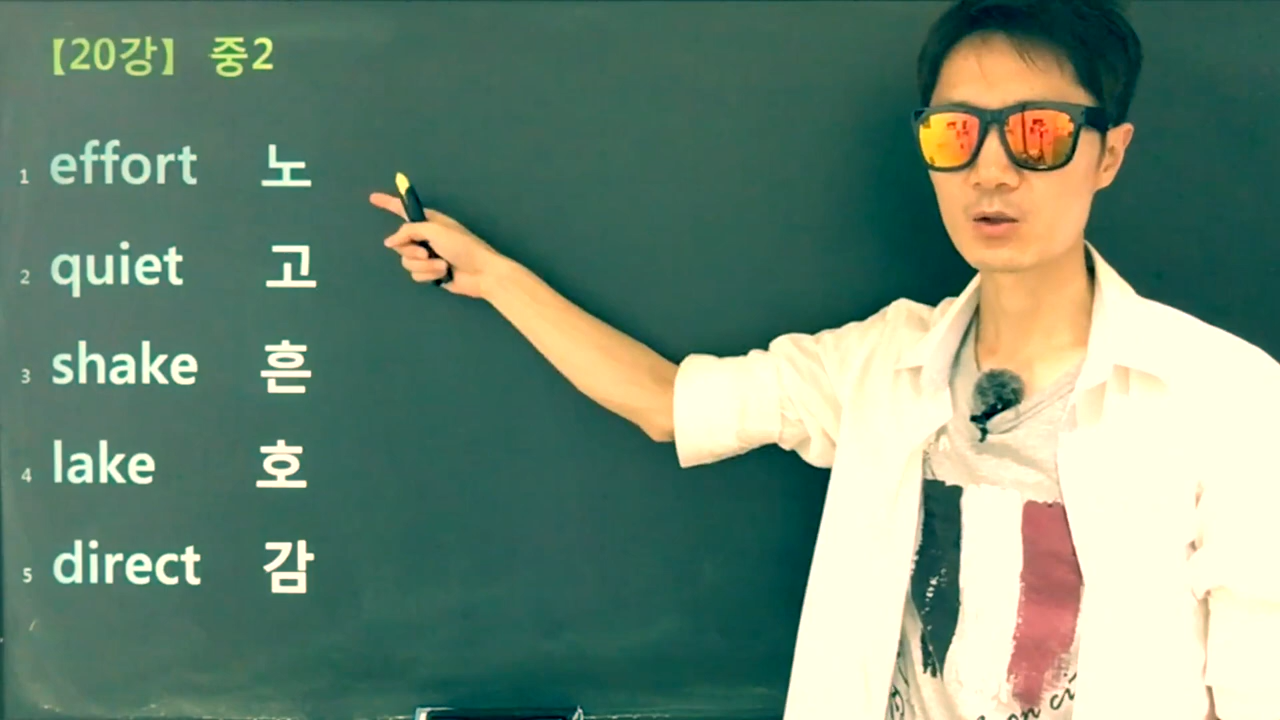 【20강】 중2
1 effort 노
2 quiet 고
3 shake 흔
4 lake 호
5 direct 감